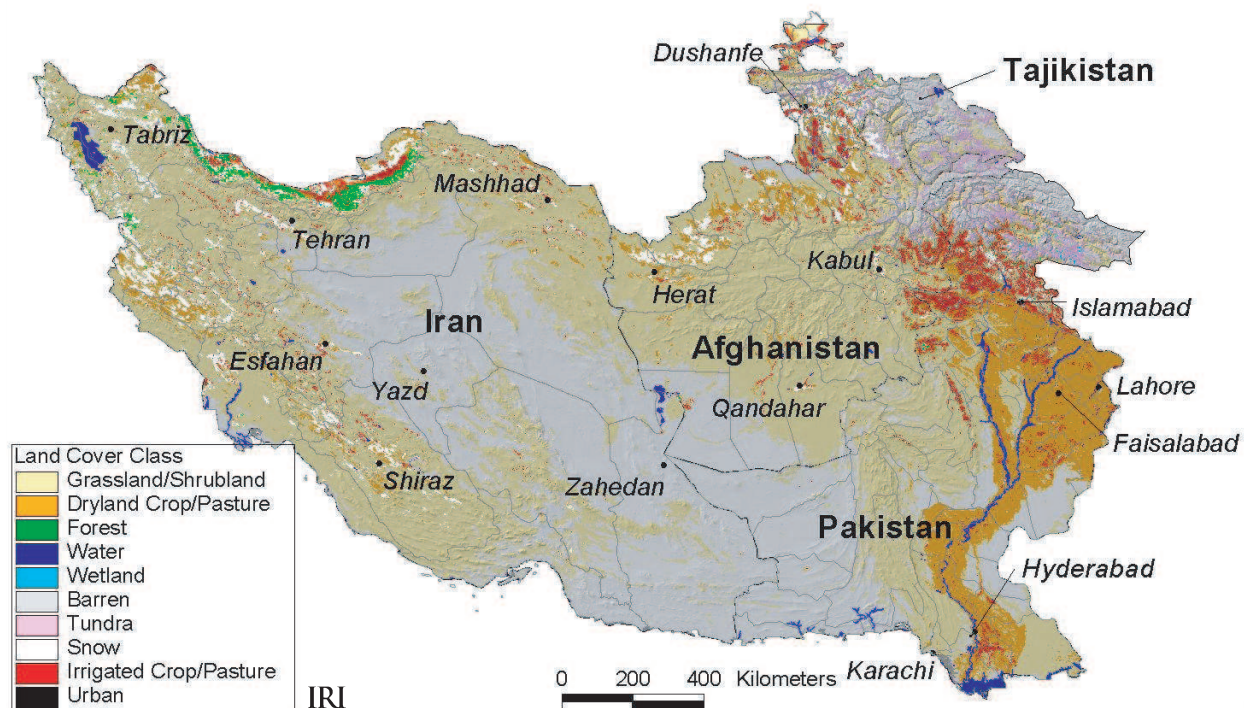 Dushanfe
Tajikistan
Tabriz
Mashhad
Tehran
Kabul
Herat
Islamabad
Iran
Afghanistan
Esfahan
Yazd
Qandahar
Lahore
Faisalabad
Shiraz
Zahedan
Pakistan
Hyderabad
Karachi
Land Cover Class
Grassland/Shrubland
Dryland Crop/Pasture
Forest
Water
Wetland
Barren
Tundra
Snow
Irrigated Crop/Pasture
Urban
IRI
0 200 400 Kilometers